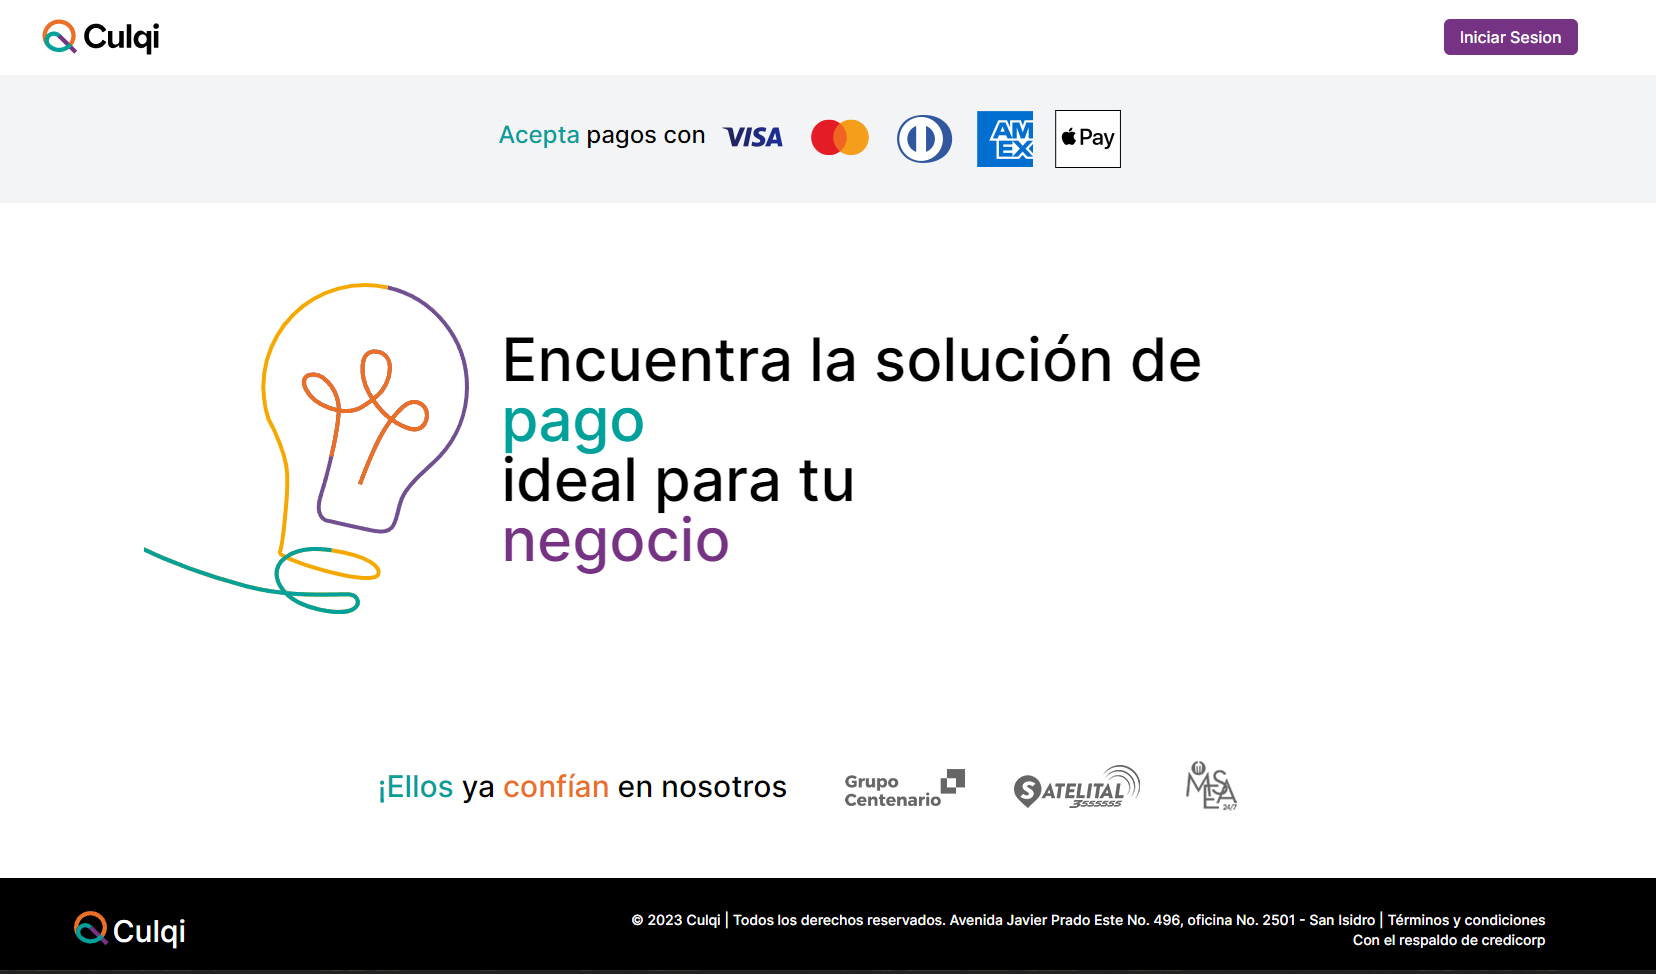 Culqi
Iniciar Sesion
Acepta pagos con VISA AM EX Pay
Encuentra la solución de
pago
ideal para tu
negocio
¡Ellos ya confían en nosotros
Grupo
Centenario
SATELITAL
3555555
MESEA
24/7
Culqi
© 2023 Culqi | Todos los derechos reservados. Avenida Javier Prado Este No. 496, oficina No. 2501 - San Isidro | Términos y condiciones
Con el respaldo de credicorp